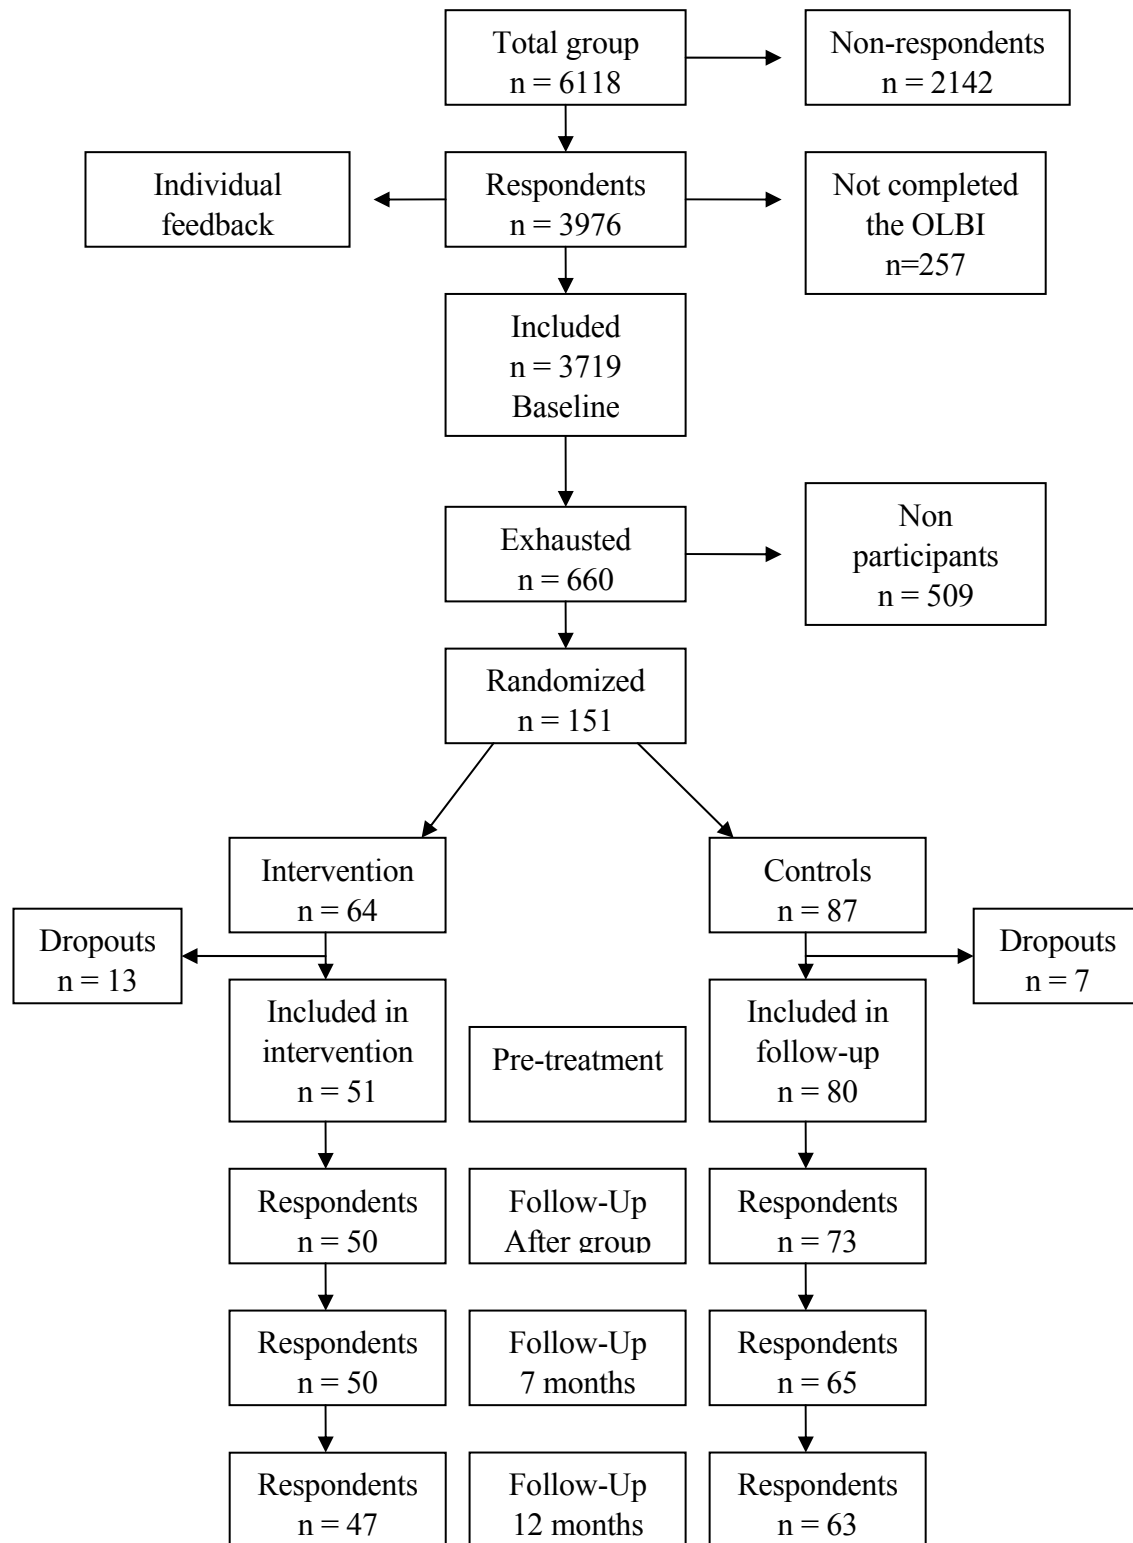 Total group
n = 6118
Non-respondents
n = 2142
Individual
feedback
Respondents
n = 3976
Not completed
the OLBI
n=257
Included
n = 3719
Baseline
Exhausted
n = 660
Non
participants
n = 509
Randomized
n = 151
Intervention
n = 64
Controls
n = 87
Dropouts
n = 13
Dropouts
n = 7
Included in
intervention
n = 51
Pre-treatment
Included in
follow-up
n = 80
Respondents
n = 50
Follow-Up
After group
Respondents
n = 73
Respondents
n = 50
Follow-Up
7 months
Respondents
n = 65
Respondents
n = 47
Follow-Up
12 months
Respondents
n = 63